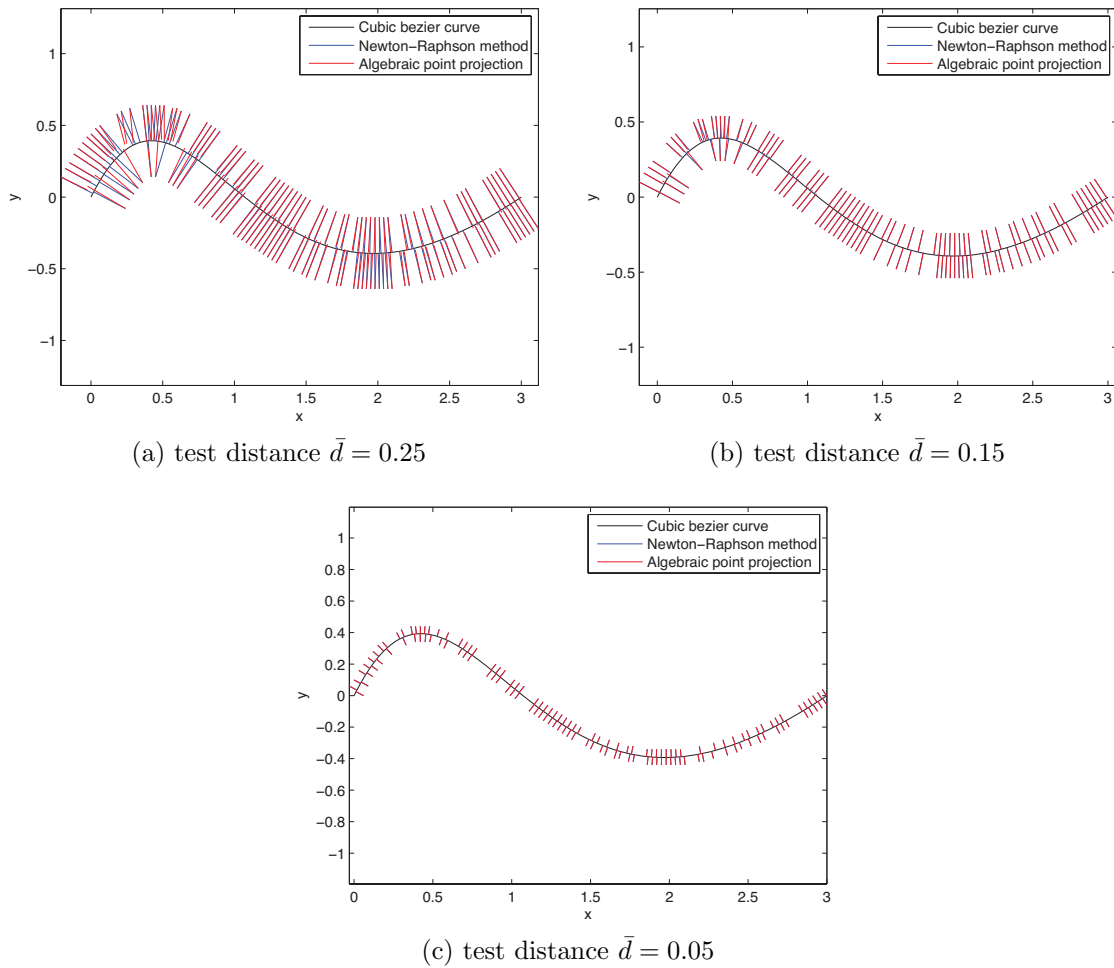 Cubic bezier curve
Newton−Raphson method
Algebraic point projection
1
0.5
0
−0.5
−1
y
0
0.5
1
1.5
2
2.5
3
x
(a) test distance d̄ = 0.25
Cubic bezier curve
Newton−Raphson method
Algebraic point projection
1
0.5
0
−0.5
−1
y
0
0.5
1
1.5
2
2.5
3
x
(b) test distance d̄ = 0.15
Cubic bezier curve
Newton−Raphson method
Algebraic point projection
1
0.8
0.6
0.4
0.2
0
−0.2
−0.4
−0.6
−0.8
−1
y
0
0.5
1
1.5
2
2.5
3
x
(c) test distance d̄ = 0.05